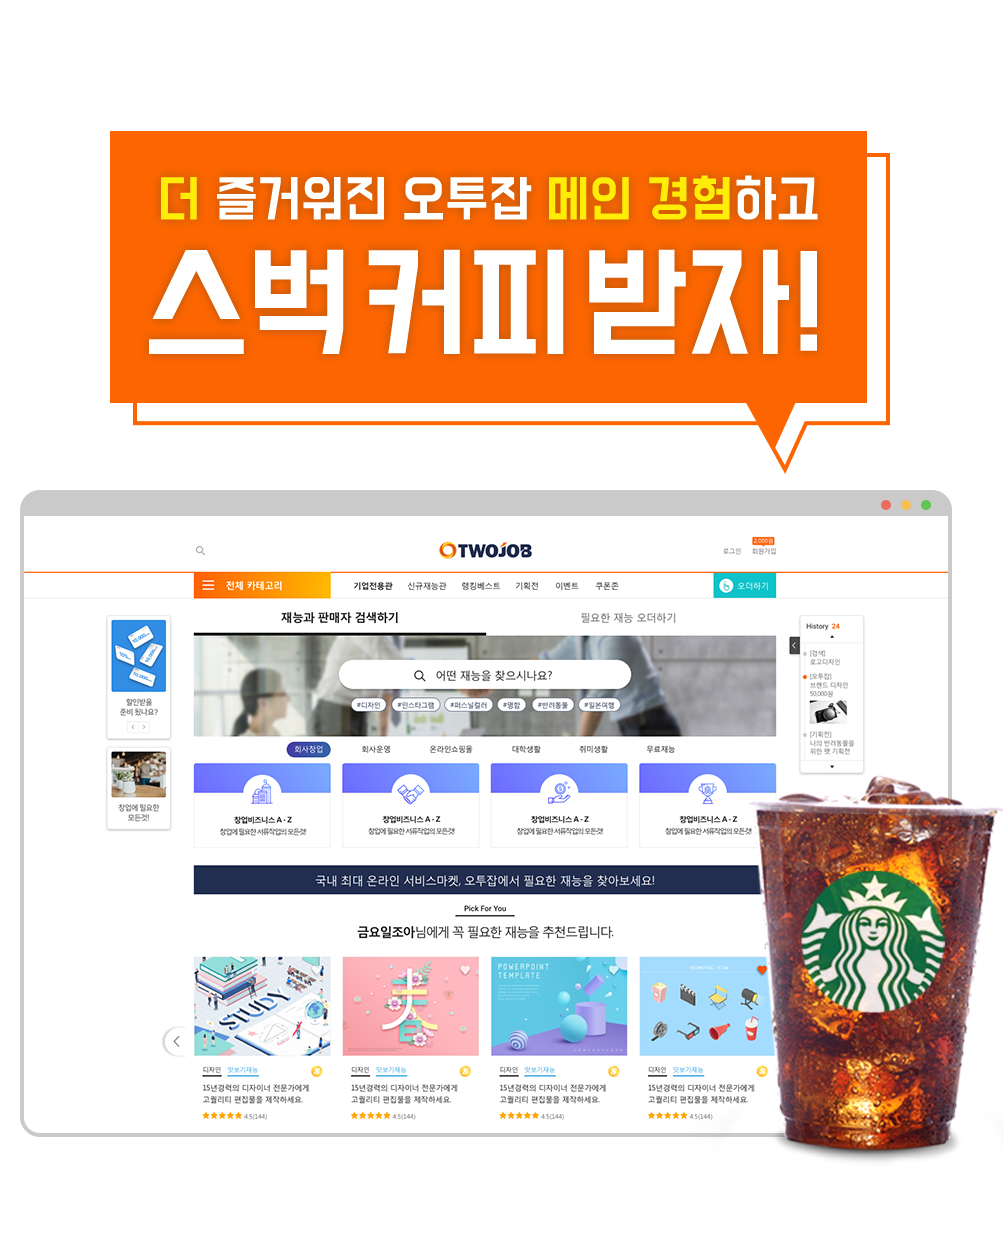 더 즐거워진 오투잡 메인 경험하고
스벅 커피 받자!
OTWOJOB
로그인
2,000원
회원가입
전체 카테고리
기업전용관
신규재능관
랭킹베스트
기획전
이벤트
쿠폰존
오더하기
재능과 판매자 검색하기
필요한 재능 오더하기
어떤 재능을 찾으시나요?
#디자인
#인스타그램
#퍼스널컬러
#명함
#반려동물
#일본여행
할인받을
준비 됐나요?
창업에 필요한
모든것!
History 24
[검색]
로고디자인
[오투잡]
브랜드 디자인
50,000원
[기획전]
나의 반려동물을
위한 펫 기획전
회사창업
회사운영
온라인쇼핑몰
대학생활
취미생활
무료재능
창업비즈니스 A - Z
창업에 필요한 서류작업의 모든것!
창업비즈니스 A - Z
창업에 필요한 서류작업의 모든것!
창업비즈니스 A - Z
창업에 필요한 서류작업의 모든것!
창업비즈니스 A - Z
창업에 필요한 서류작업의 모든것!
국내 최대 온라인 서비스마켓, 오투잡에서 필요한 재능을 찾아보세요!
Pick For You
금요일조아님에게 꼭 필요한 재능을 추천드립니다.
STUDY
春
POWERPOINT
TEMPLATE
ISOMETRIC ICON
디자인 맛보기재능
15년경력의 디자이너 전문가에게
고퀄리티 편집물을 제작하세요.
4.5(144)
디자인 맛보기재능
15년경력의 디자이너 전문가에게
고퀄리티 편집물을 제작하세요.
4.5(144)
디자인 맛보기재능
15년경력의 디자이너 전문가에게
고퀄리티 편집물을 제작하세요.
4.5(144)
디자인 맛보기재능
15년경력의 디자이너 전문가에게
고퀄리티 편집물을 제작하세요.
4.5(144)